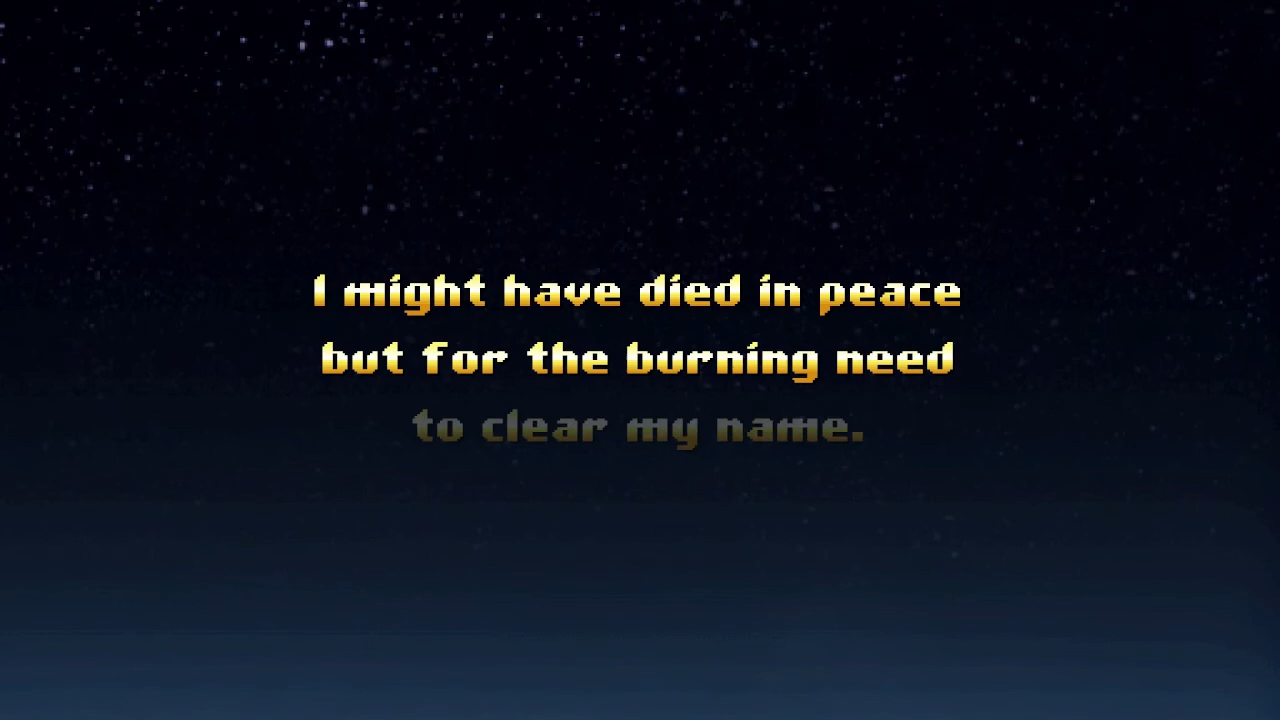 I might have died in peace
but for the burning need
to clear my name.